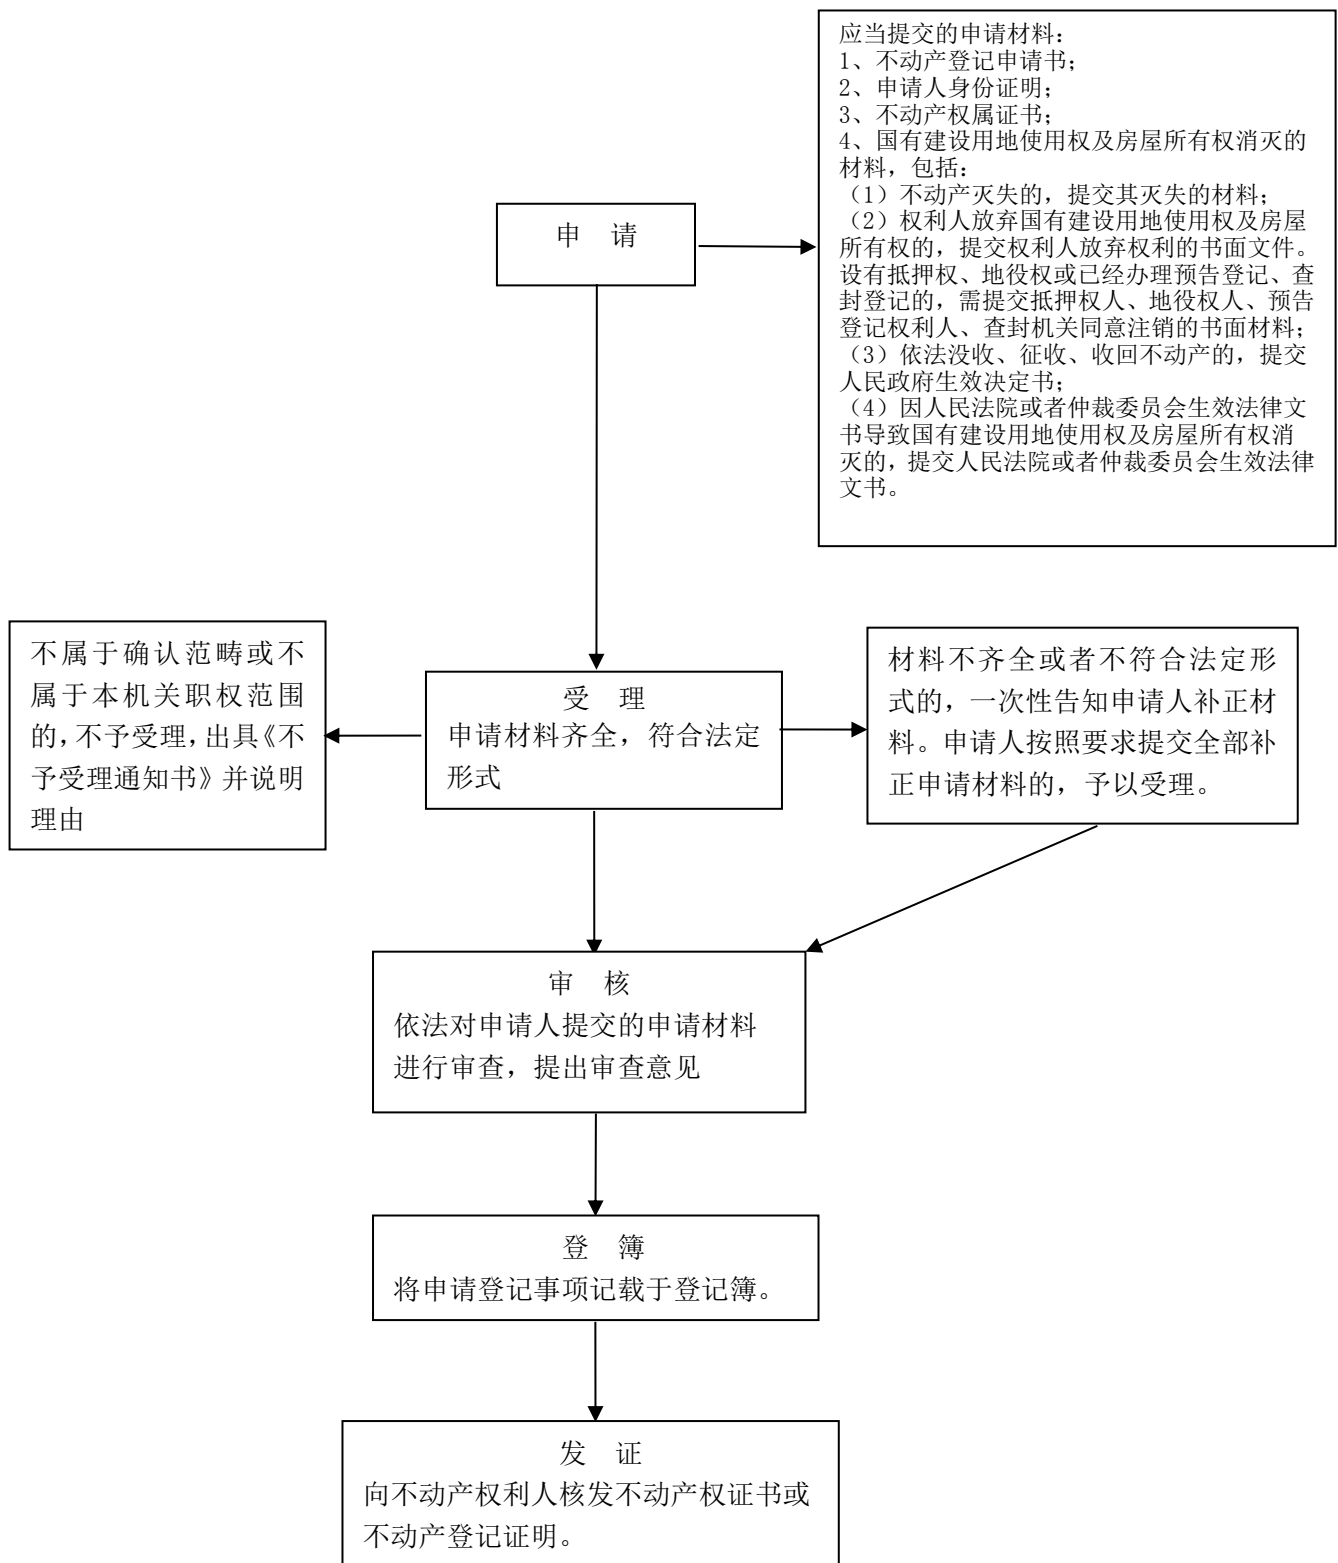 应当提交的申请材料：
1、不动产登记申请书；
2、申请人身份证明；
3、不动产权属证书；
4、国有建设用地使用权及房屋所有权消灭的
材料，包括：
（1）不动产灭失的，提交其灭失的材料；
（2）权利人放弃国有建设用地使用权及房屋
所有权的，提交权利人放弃权利的书面文件。
设有抵押权、地役权或已经办理预告登记、查
封登记的，需提交抵押权人、地役权人、预告
登记权利人、查封机关同意注销的书面材料；
（3）依法没收、征收、收回不动产的，提交
人民政府生效决定书；
（4）因人民法院或者仲裁委员会生效法律文
书导致国有建设用地使用权及房屋所有权消
灭的，提交人民法院或者仲裁委员会生效法律
文书。
申 请
不属于确认范畴或不
属于本机关职权范围
的，不予受理，出具《不
予受理通知书》并说明
理由
受 理
申请材料齐全，符合法定
形式
材料不齐全或者不符合法定形
式的，一次性告知申请人补正材
料。申请人按照要求提交全部补
正申请材料的，予以受理。
审 核
依法对申请人提交的申请材料
进行审查，提出审查意见
登 簿
将申请登记事项记载于登记簿。
发 证
向不动产权利人核发不动产权证书或
不动产登记证明。